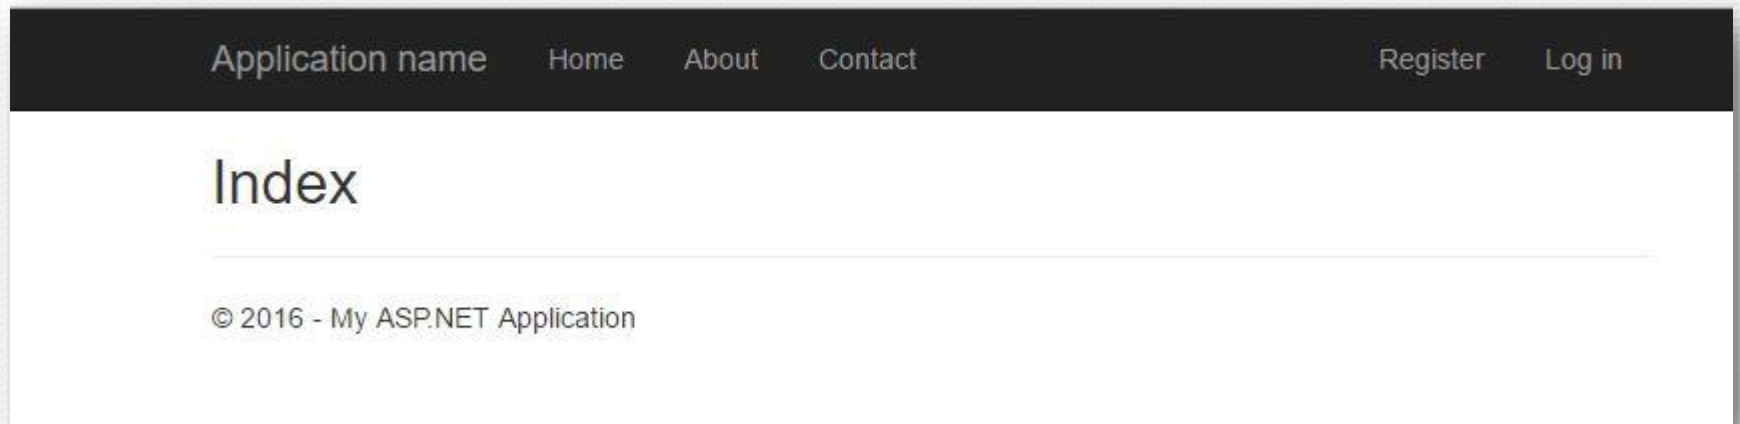 Application name Home About Contact Register Log in
Index
© 2016 - My ASP.NET Application